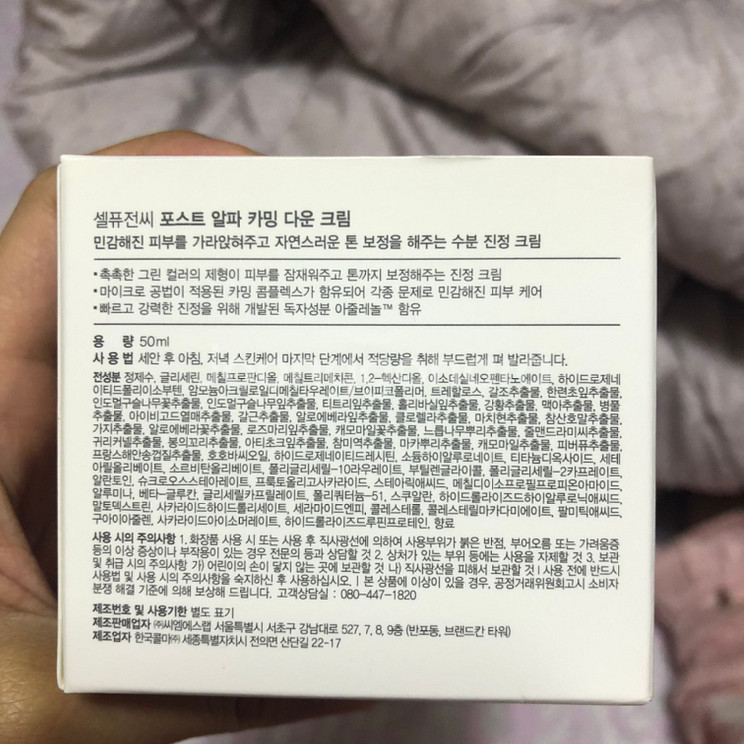 셀퓨전씨 포스트 알파 카밍 다운 크림
민감해진 피부를 가라앉혀주고 자연스러운 톤 보정을 해주는 수분 진정 크림
▪촉촉한 그린 컬러의 제형이 피부를 잠재워주고 톤까지 보정해주는 진정 크림
▪마이크로 공법이 적용된 카밍 콤플렉스가 함유되어 각종 문제로 민감해진 피부 케어
▪빠르고 강력한 진정을 위해 개발된 독자성분 아줄레놀™ 함유
용 량 50ml
사 용 법 세안 후 아침, 저녁 스킨케어 마지막 단계에서 적당량을 취해 부드럽게 펴 발라줍니다.
전성분 정제수, 글리세린, 메칠프로판디올, 메칠트리메치콘, 1,2-헥산디올, 이소데실네오펜타노에이트, 하이드로제네
이티드폴리이소부텐, 암모늄아크릴로일디메칠타우레이트/브이피코폴리머, 트레할로스, 갈조추출물, 한련초잎추출물,
인도멀구슬나무꽃추출물, 인도멀구슬나무잎추출물, 티트리잎추출물, 홀리바질잎추출물, 강황추출물, 맥아추출물, 병풀
추출물, 아이비고드열매추출물, 갈근추출물, 알로에베라잎추출물, 클로렐라추출물, 마치현추출물, 참산호말추출물,
가지추출물, 알로에베라꽃추출물, 로즈마리잎추출물, 캐모마일꽃추출물, 느릅나무뿌리추출물, 줄맨드라미씨추출물,
귀리커넬추출물, 봉의꼬리추출물, 아티초크잎추출물, 참미역추출물, 마카뿌리추출물, 캐모마일추출물, 피버퓨추출물,
프랑스해안송껍질추출물, 호호바씨오일, 하이드로제네이티드레시틴, 소듐하이알루로네이트, 티타늄디옥사이드, 세테
아릴올리베이트, 소르비탄올리베이트, 폴리글리세릴-10라우레이트, 부틸렌글라이콜, 폴리글리세릴-2카프레이트,
알란토인, 슈크로오스스테아레이트, 프룩토올리고사카라이드, 스테아릭애씨드, 메칠디이소프로필프로피온아마이드,
알루미나, 베타-글루칸, 글리세릴카프릴레이트, 폴리쿼터늄-51, 스쿠알란, 하이드롤라이즈드하이알루로닉애씨드,
말토덱스트린, 사카라이드하이드롤리세이트, 세라마이드엔피, 콜레스테롤, 콜레스테릴마카다미에이트, 팔미틱애씨드,
구아이아줄렌, 사카라이드아이소머레이트, 하이드롤라이즈드루핀프로테인, 향료
사용 시의 주의사항 1. 화장품 사용 시 또는 사용 후 직사광선에 의하여 사용부위가 붉은 반점, 부어오름 또는 가려움증
등의 이상 증상이나 부작용이 있는 경우 전문의 등과 상담할 것 2. 상처가 있는 부위 등에는 사용을 자제할 것 3. 보관
및 취급 시의 주의사항 가) 어린이의 손이 닿지 않는 곳에 보관할 것 나) 직사광선을 피해서 보관할 것 | 사용 전에 반드시
사용법 및 사용 시의 주의사항을 숙지하신 후 사용하십시오. | 본 상품에 이상이 있을 경우, 공정거래위원회고시 소비자
분쟁 해결 기준에 의해 보상해 드립니다. 고객상담실 : 080-447-1820
제조번호 및 사용기한 별도 표기
제조판매업자 ㈜씨엠에스랩 서울특별시 서초구 강남대로 527, 7, 8, 9층 (반포동, 브랜드칸 타워)
제조업자 한국콜마㈜ 세종특별자치시 전의면 산단길 22-17